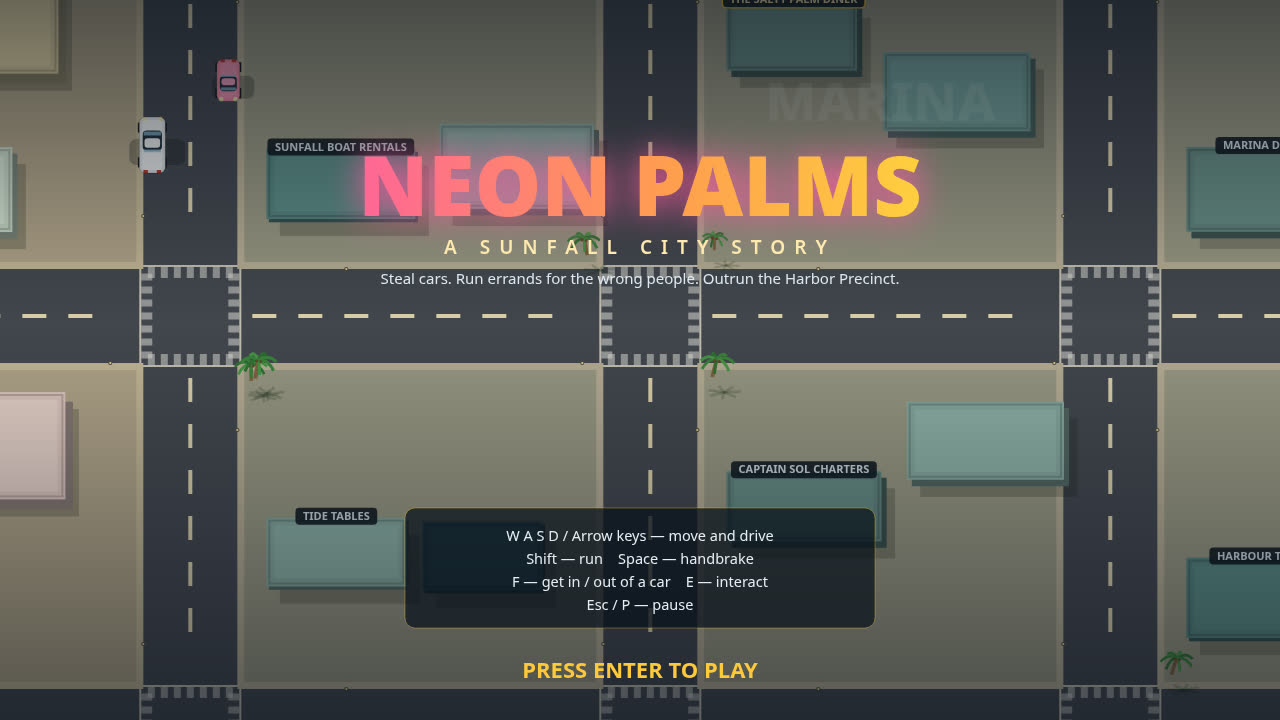 THE SALTY PALM DINER
MARINA
SUNFALL BOAT RENTALS
MARINA D
NEON PALMS
A SUNFALL CITY STORY
Steal cars. Run errands for the wrong people. Outrun the Harbor Precinct.
CAPTAIN SOL CHARTERS
TIDE TABLES
W A S D / Arrow keys — move and drive
Shift — run Space — handbrake
F — get in / out of a car E — interact
Esc / P — pause
HARBOUR T
PRESS ENTER TO PLAY